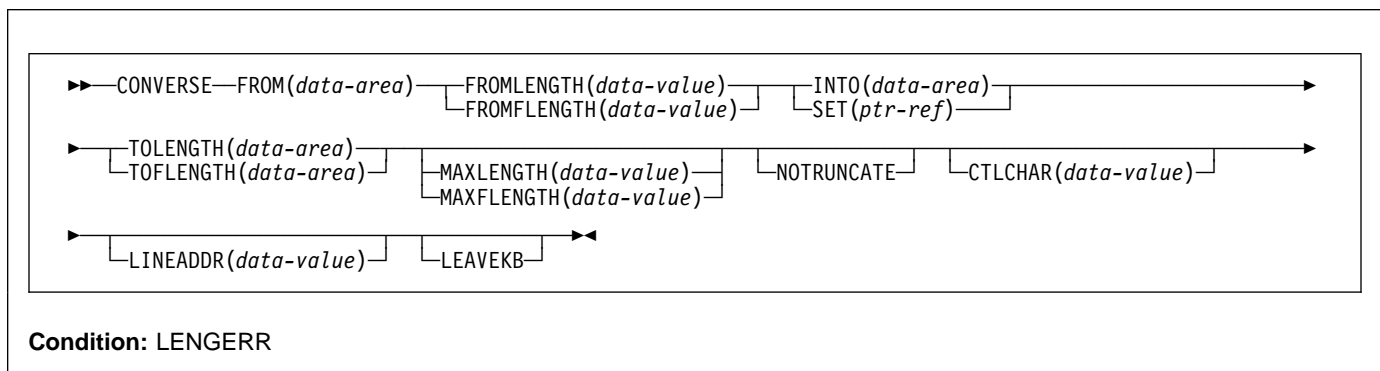 CONVERSE FROM(data-area) FROMLENGTH(data-value) INTO(data-area)
FROMFLENGTH(data-value) SET(ptr-ref)
TOLENGTH(data-area)
TOFLENGTH(data-area) MAXLENGTH(data-value) NOTRUNCATE CTLCHAR(data-value)
MAXFLENGTH(data-value)
LINEADDR(data-value) LEAVEKB
Condition: LENGERR